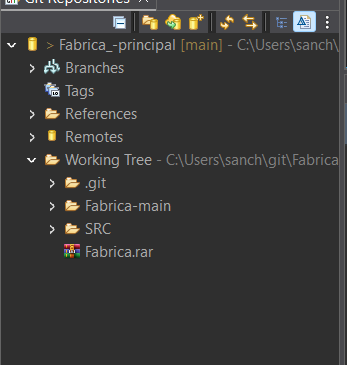 Git Repositories
> Fabrica_-principal [main] - C:\Users\sanch\
Branches
Tags
References
Remotes
Working Tree - C:\Users\sanch\git\Fabrica
.git
Fabrica-main
SRC
Fabrica.rar